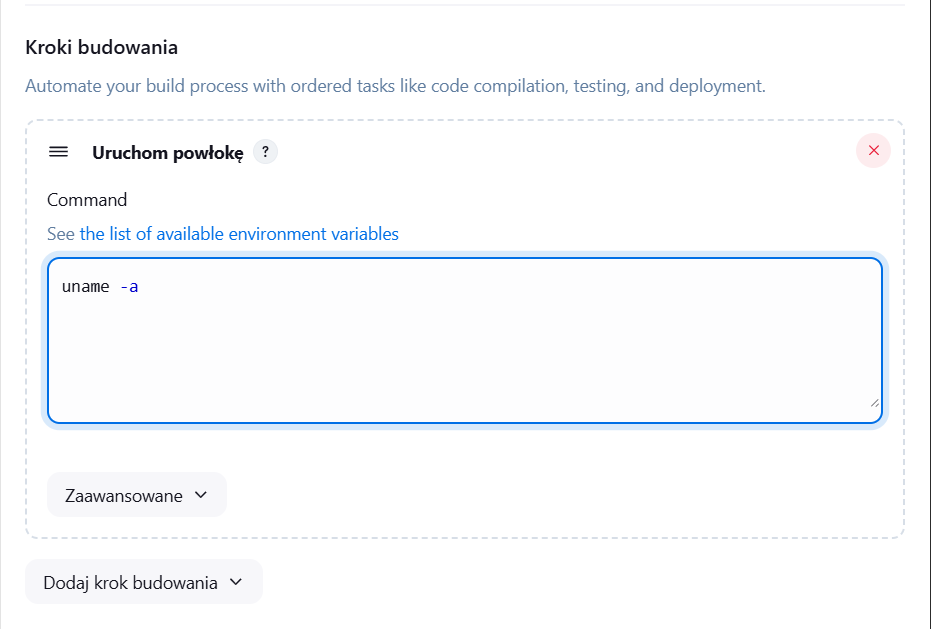 Kroki budowania
Automate your build process with ordered tasks like code compilation, testing, and deployment.
Uruchom powłokę ?
Command
See the list of available environment variables
uname -a
Zaawansowane
Dodaj krok budowania